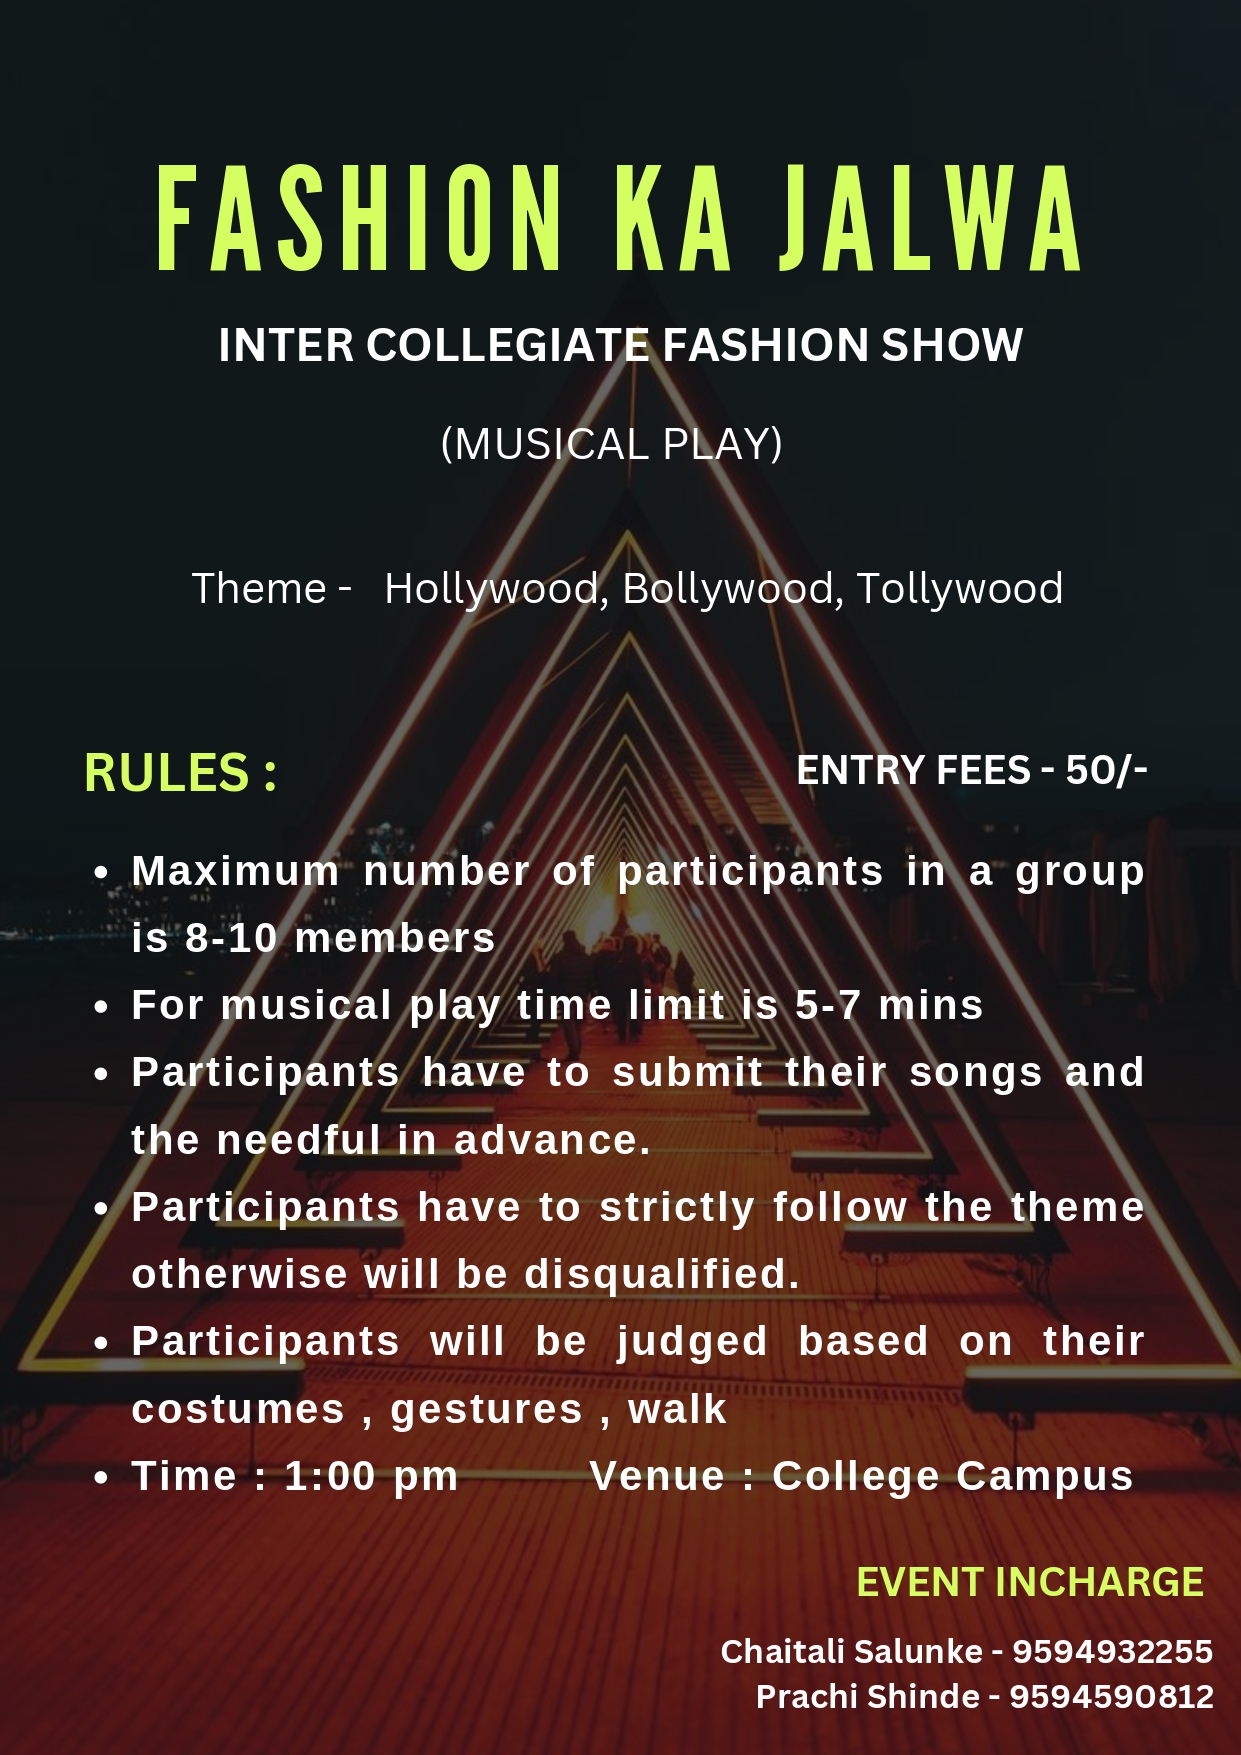 FASHION KA JALWA
INTER COLLEGIATE FASHION SHOW
(MUSICAL PLAY)
Theme - Hollywood, Bollywood, Tollywood
RULES :
ENTRY FEES - 50/-
• Maximum number of participants in a group
is 8-10 members
• For musical play time limit is 5-7 mins
• Participants have to submit their songs and
the needful in advance.
• Participants have to strictly follow the theme
otherwise will be disqualified.
• Participants will be judged based on their
costumes , gestures , walk
• Time : 1:00 pm Venue : College Campus
EVENT INCHARGE
Chaitali Salunke - 9594932255
Prachi Shinde - 9594590812